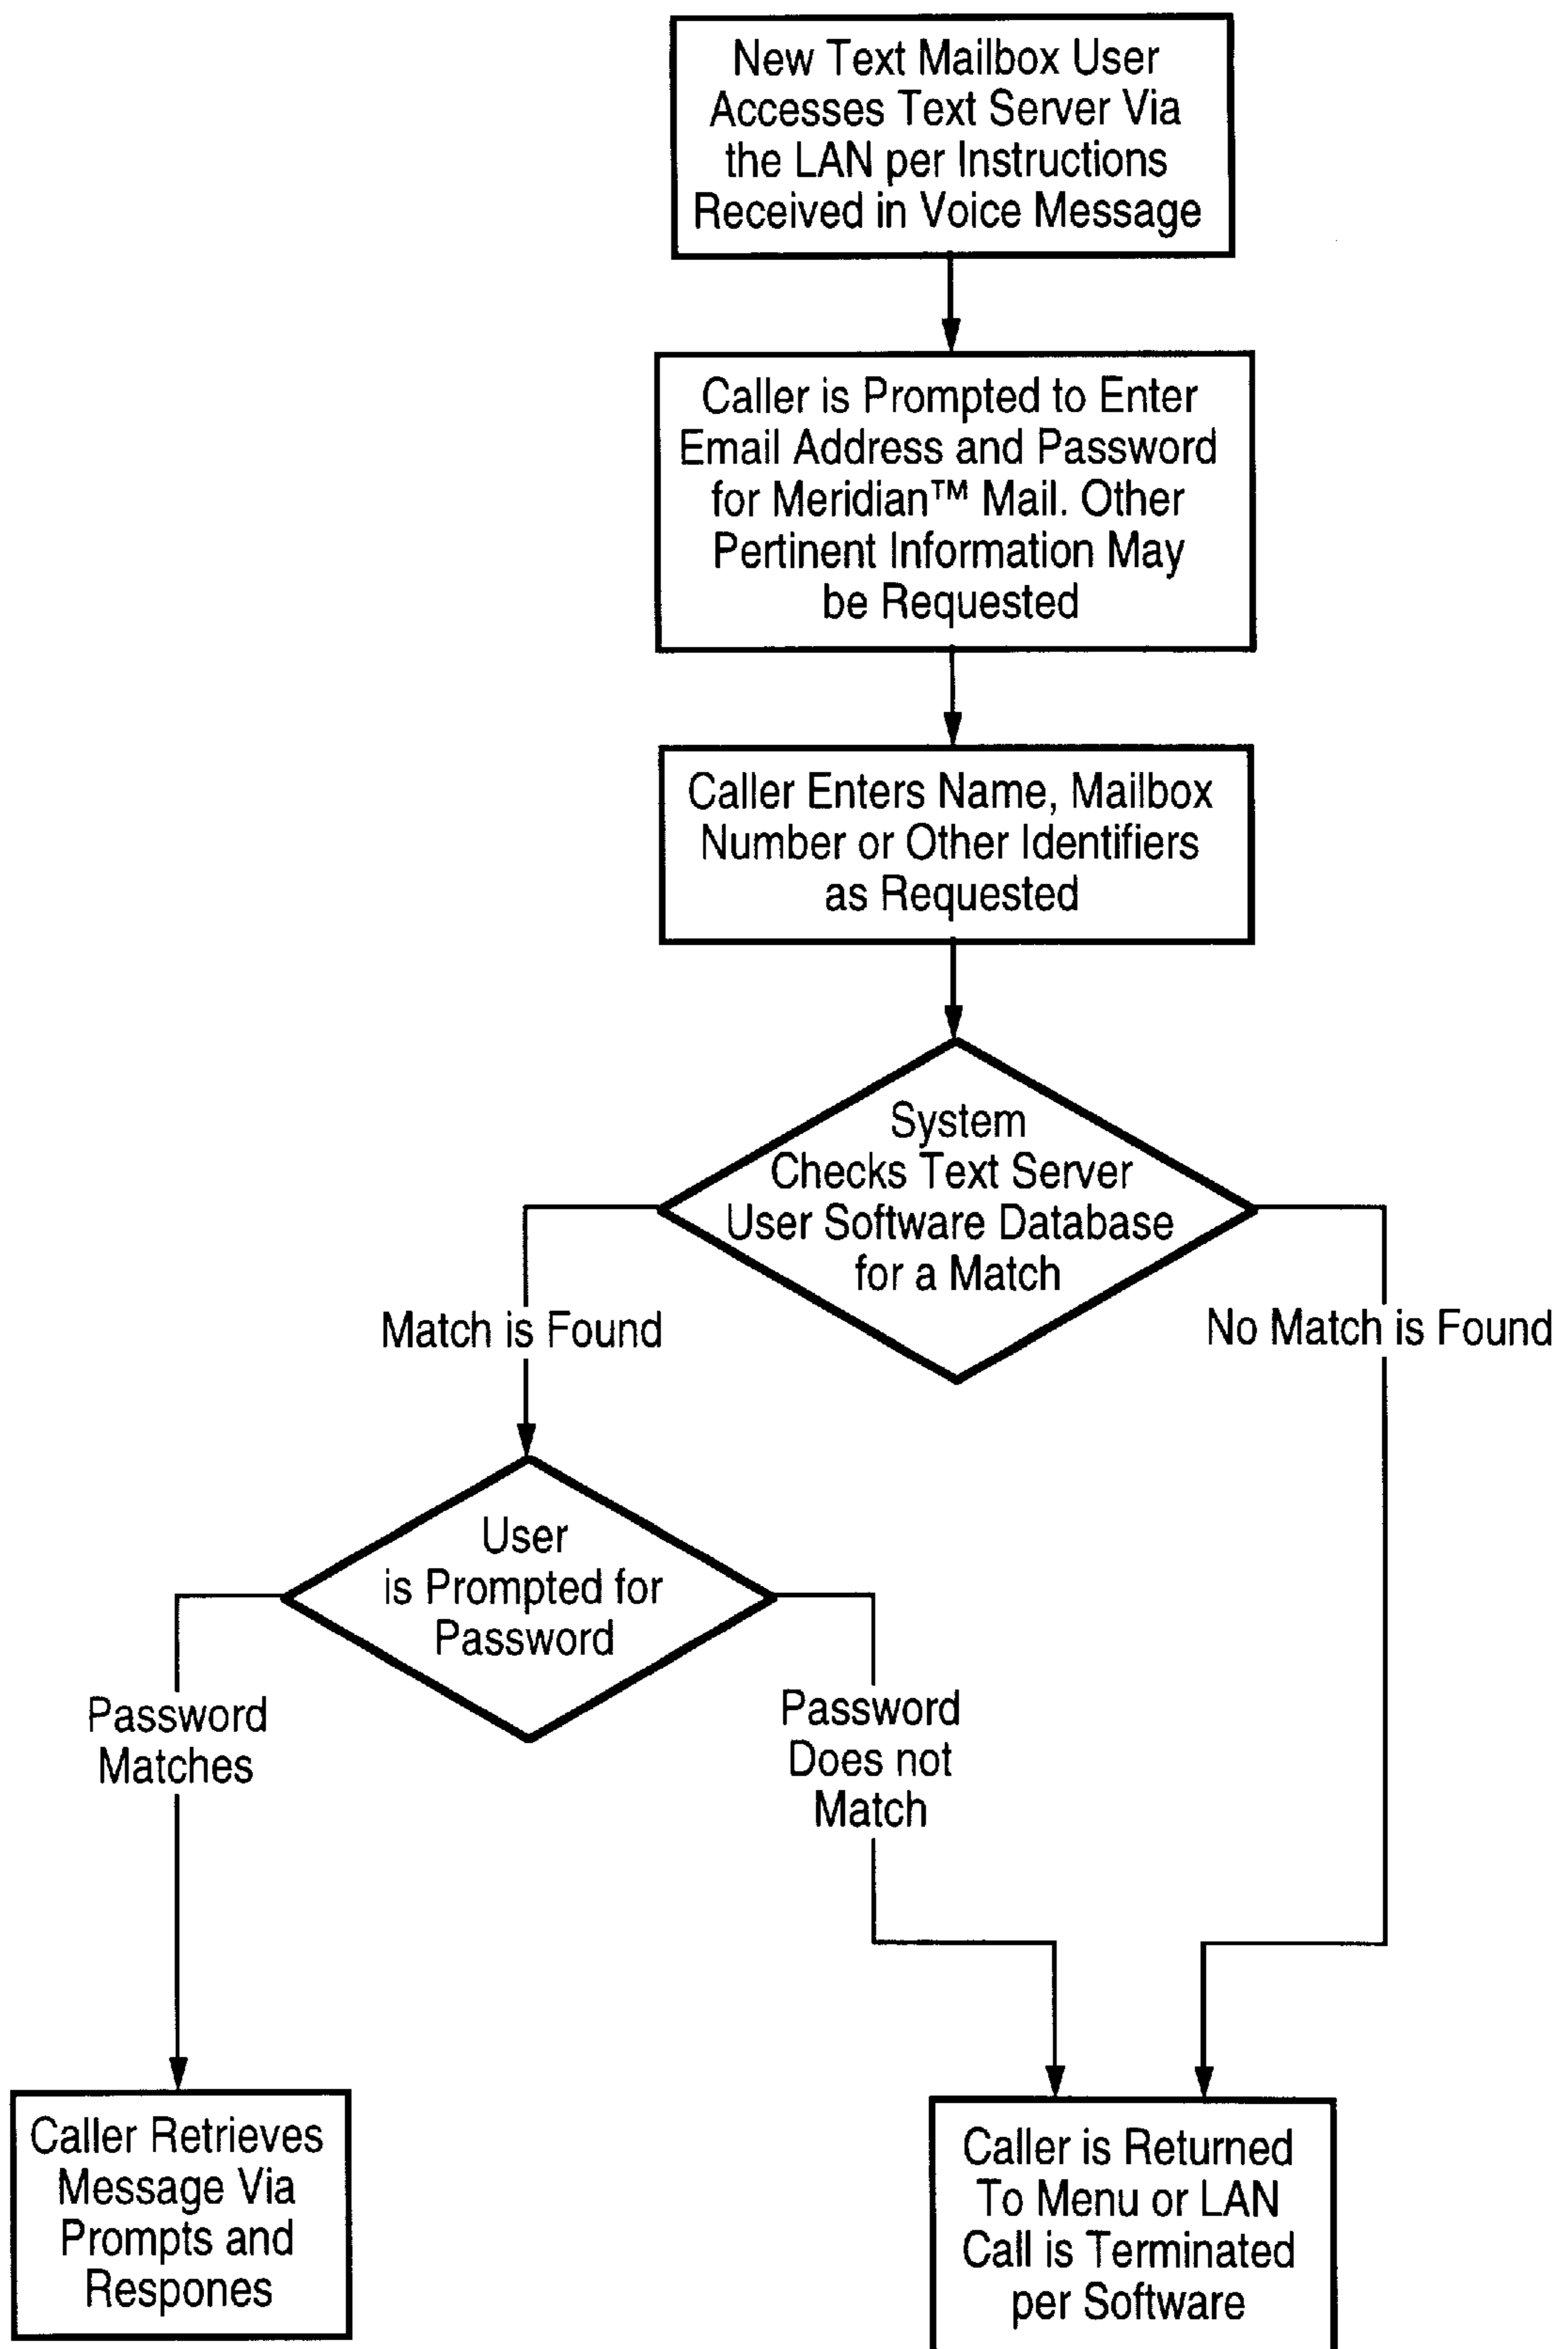 New Text Mailbox User
Accesses Text Server Via
the LAN per Instructions
Received in Voice Message
Caller is Prompted to Enter
Email Address and Password
for Meridian™ Mail. Other
Pertinent Information May
be Requested
Caller Enters Name, Mailbox
Number or Other Identifiers
as Requested
System
Checks Text Server
User Software Database
for a Match
Match is Found
No Match is Found
User
is Prompted for
Password
Password
Matches
Password
Does not
Match
Caller Retrieves
Message Via
Prompts and
Respones
Caller is Returned
To Menu or LAN
Call is Terminated
per Software